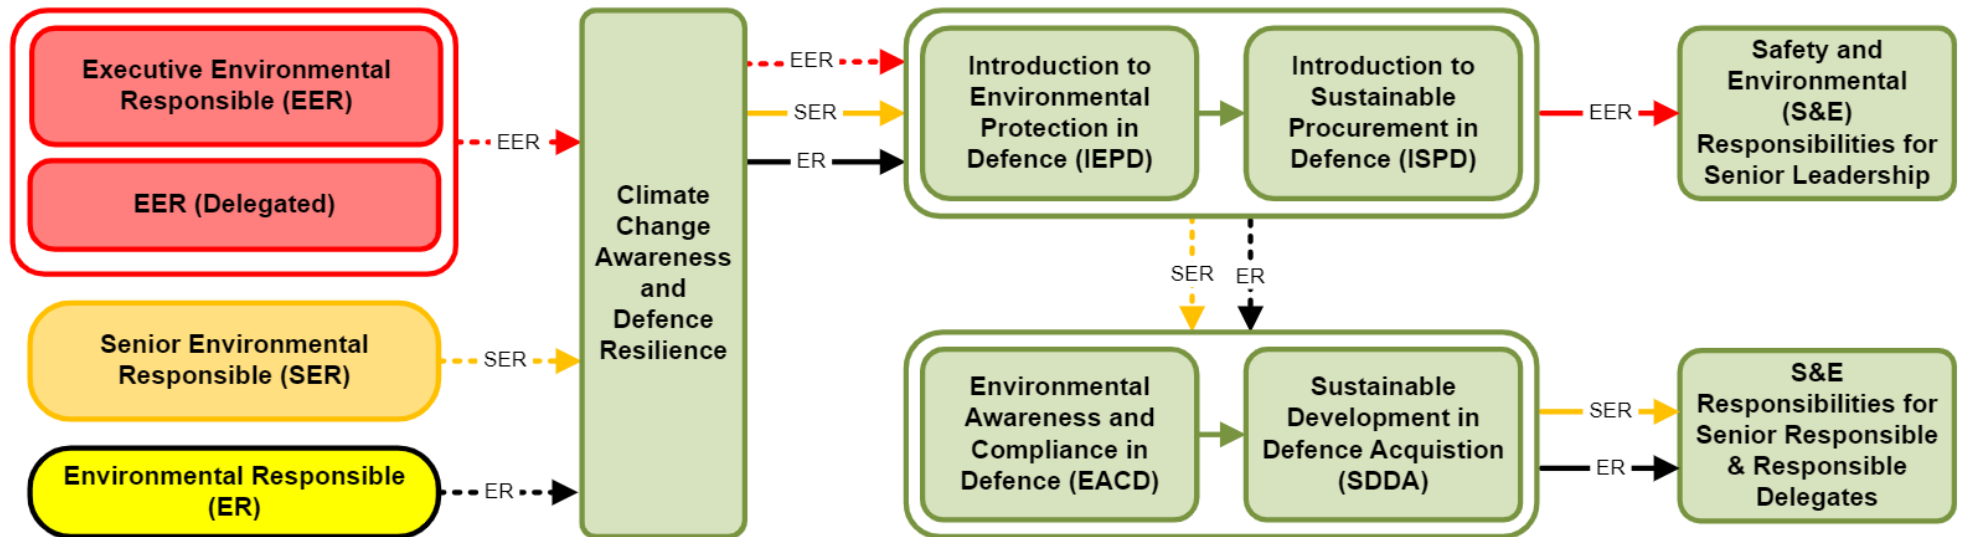 Executive Environmental
Responsible (EER)
EER (Delegated)
EER
Senior Environmental
Responsible (SER)
SER
Environmental Responsible
(ER)
ER
Climate
Change
Awareness
and
Defence
Resilience
EER
SER
ER
Introduction to
Environmental
Protection in
Defence (IEPD)
Introduction to
Sustainable
Procurement in
Defence (ISPD)
EER
Safety and
Environmental
(S&E)
Responsibilities for
Senior Leadership
SER
ER
Environmental
Awareness and
Compliance in
Defence (EACD)
Sustainable
Development in
Defence Acquistion
(SDDA)
SER
ER
S&E
Responsibilities for
Senior Responsible
& Responsible
Delegates